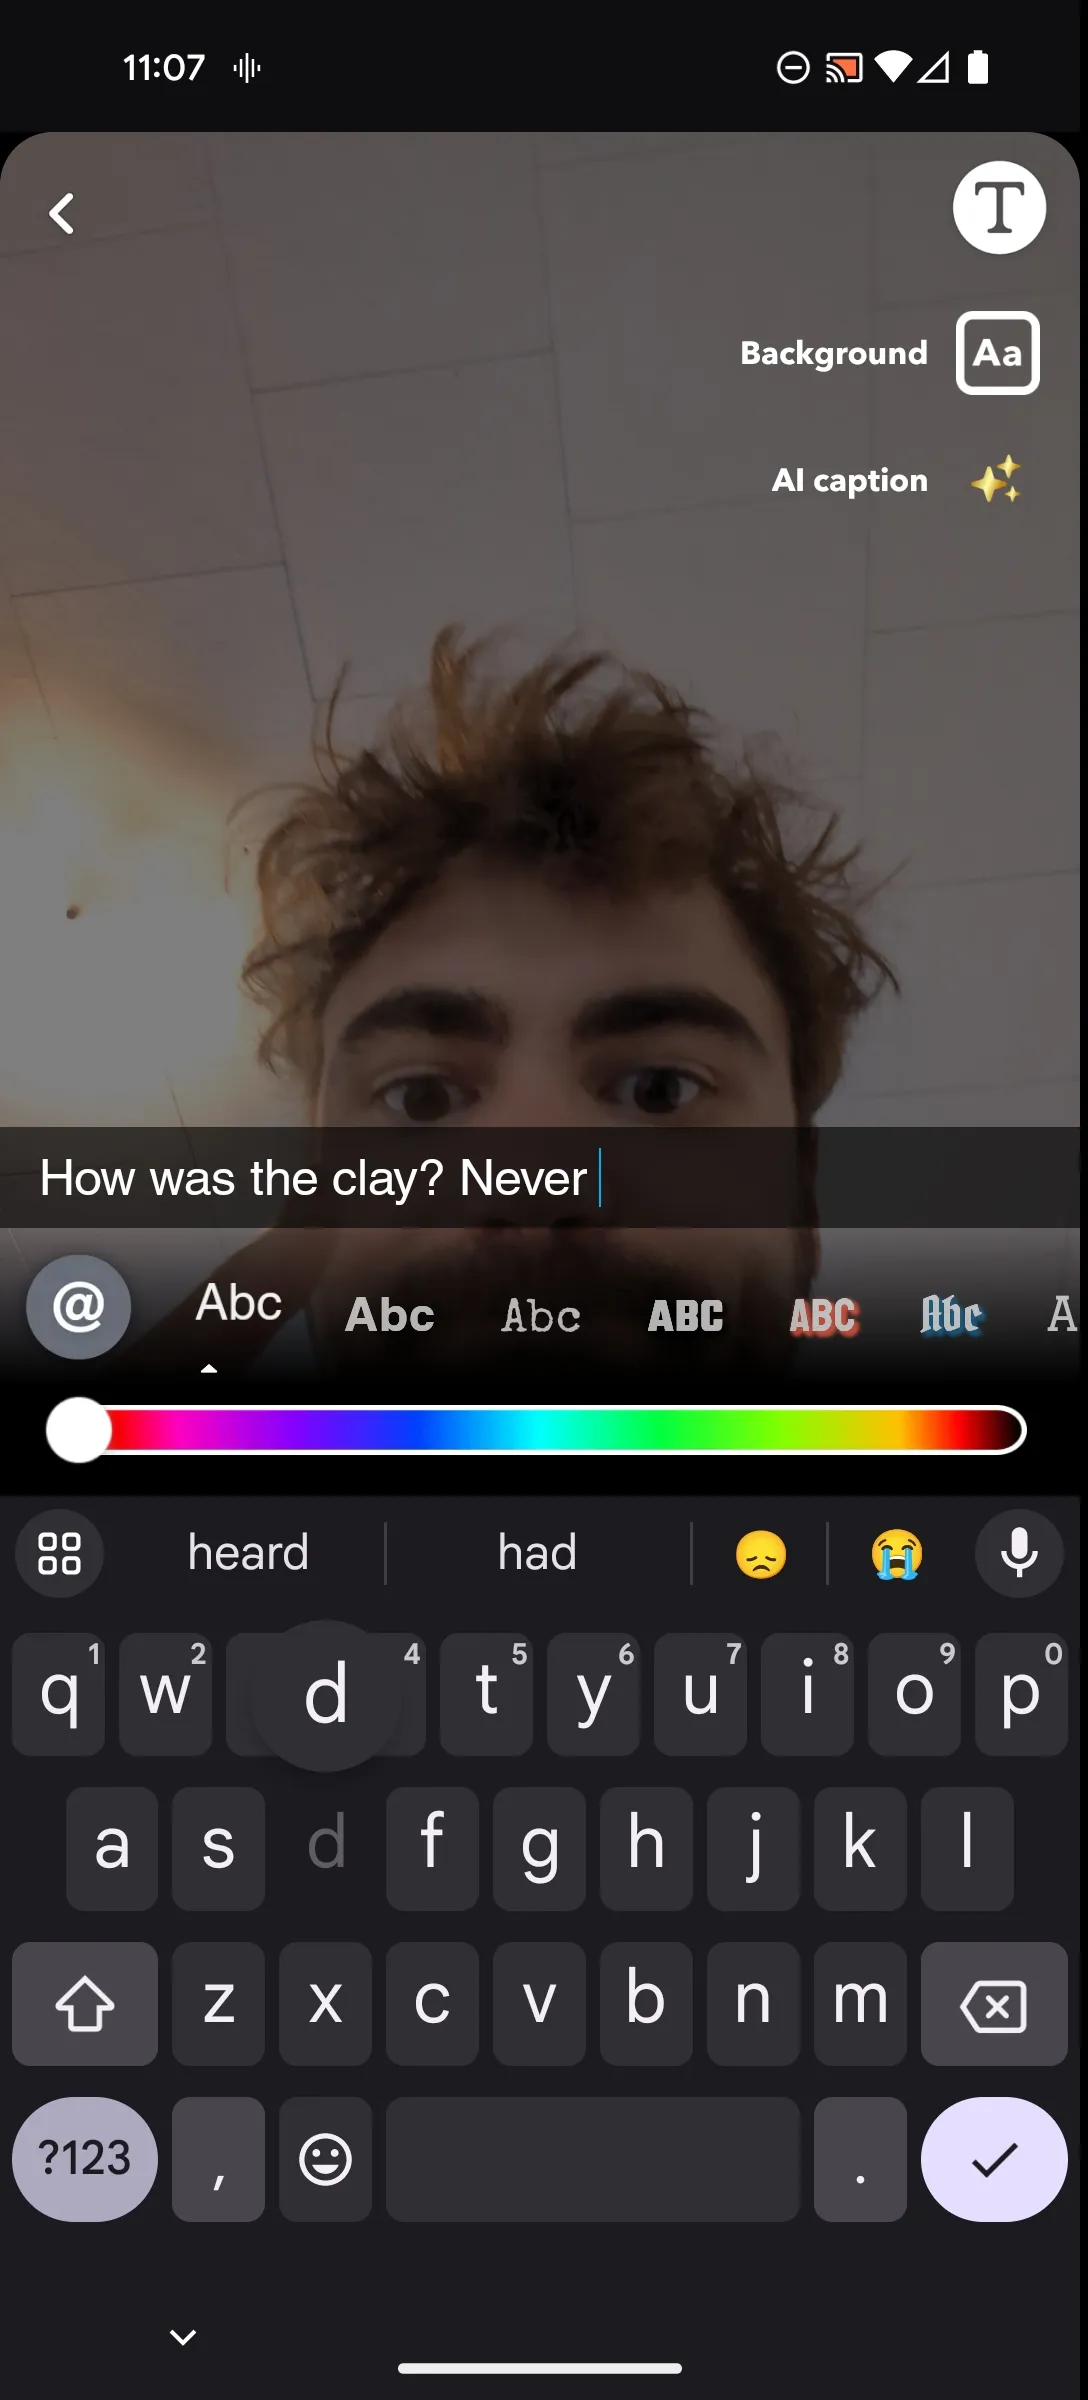 11:07
T
Background Aa
AI caption
How was the clay? Never
@ Abc Abc Abc ABC ABC Abc A
heard had
1 2 4 5 6 7 8 9 0
q w d t y u i o p
a s d f g h j k l
z x c v b n m
?123 , .